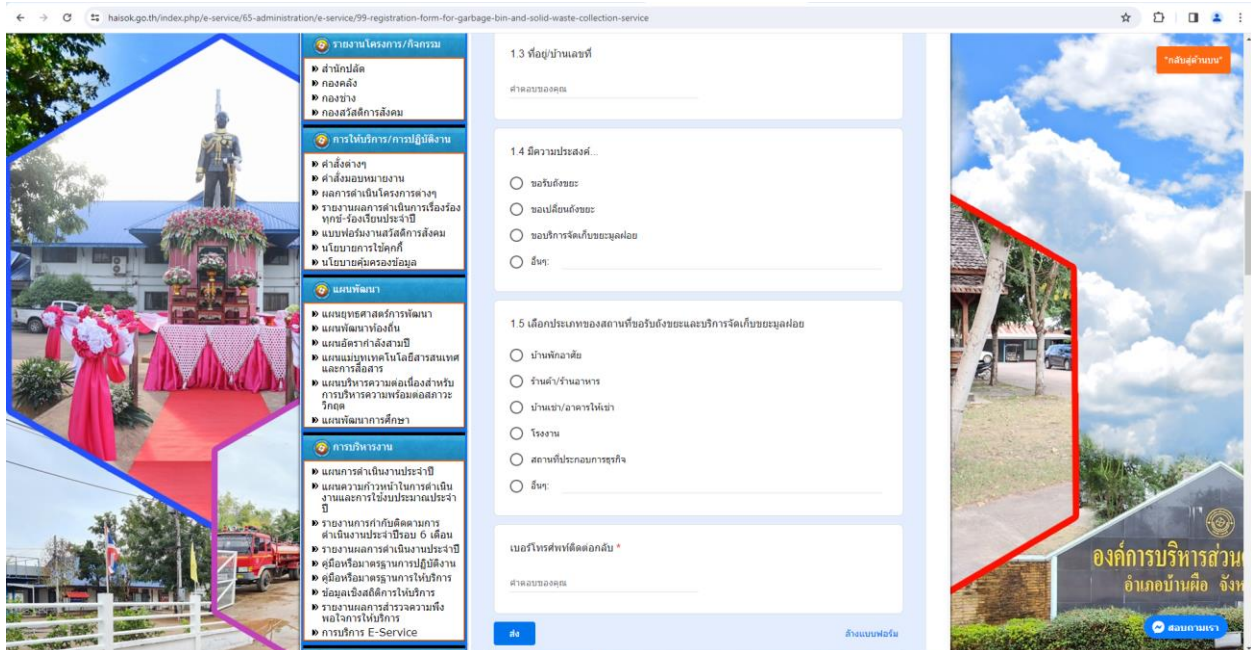 haisok.go.th/index.php/e-service/65-administration/e-service/99-registration-form-for-garbage-bin-and-solid-waste-collection-service
รายงานโครงการ/กิจกรรม
สำนักปลัด
กองคลัง
กองช่าง
กองสวัสดิการสังคม
การให้บริการ/การปฏิบัติงาน
คำสั่งต่างๆ
คำสั่งมอบหมายงาน
ผลการดำเนินโครงการต่างๆ
รายงานผลการดำเนินการเรื่องร้อง
ทุกข์-ร้องเรียนประจำปี
แบบฟอร์มงานสวัสดิการสังคม
นโยบายการใช้คุกกี้
นโยบายคุ้มครองข้อมูล
แผนพัฒนา
แผนยุทธศาสตร์การพัฒนา
แผนพัฒนาท้องถิ่น
แผนอัตรากำลังสามปี
แผนแม่บทเทคโนโลยีสารสนเทศ
และการสื่อสาร
แผนบริหารความต่อเนื่องสำหรับ
การบริหารความพร้อมต่อสภาวะ
วิกฤต
แผนพัฒนาการศึกษา
การบริหารงาน
แผนการดำเนินงานประจำปี
แผนความก้าวหน้าในการดำเนิน
งานและการใช้งบประมาณประจำ
ปี
รายงานการกำกับติดตามการ
ดำเนินงานประจำปีรอบ 6 เดือน
รายงานผลการดำเนินงานประจำปี
คู่มือหรือมาตรฐานการปฏิบัติงาน
คู่มือหรือมาตรฐานการให้บริการ
ข้อมูลเชิงสถิติการให้บริการ
รายงานผลการสำรวจความพึง
พอใจการให้บริการ
การบริการ E-Service
1.3 ที่อยู่/บ้านเลขที่
คำตอบของคุณ
1.4 มีความประสงค์...
ขอรับถังขยะ
ขอเปลี่ยนถังขยะ
ขอบริการจัดเก็บขยะมูลฝอย
อื่นๆ:
1.5 เลือกประเภทของสถานที่ขอรับถังขยะและบริการจัดเก็บขยะมูลฝอย
บ้านพักอาศัย
ร้านค้า/ร้านอาหาร
บ้านเช่า/อาคารให้เช่า
โรงงาน
สถานที่ประกอบการธุรกิจ
อื่นๆ:
เบอร์โทรศัพท์ติดต่อกลับ *
คำตอบของคุณ
ส่ง
ล้างแบบฟอร์ม
"กลับสู่ด้านบน"
องค์การบริหารส่วน
อำเภอบ้านผือ จังห
สอบถามเรา